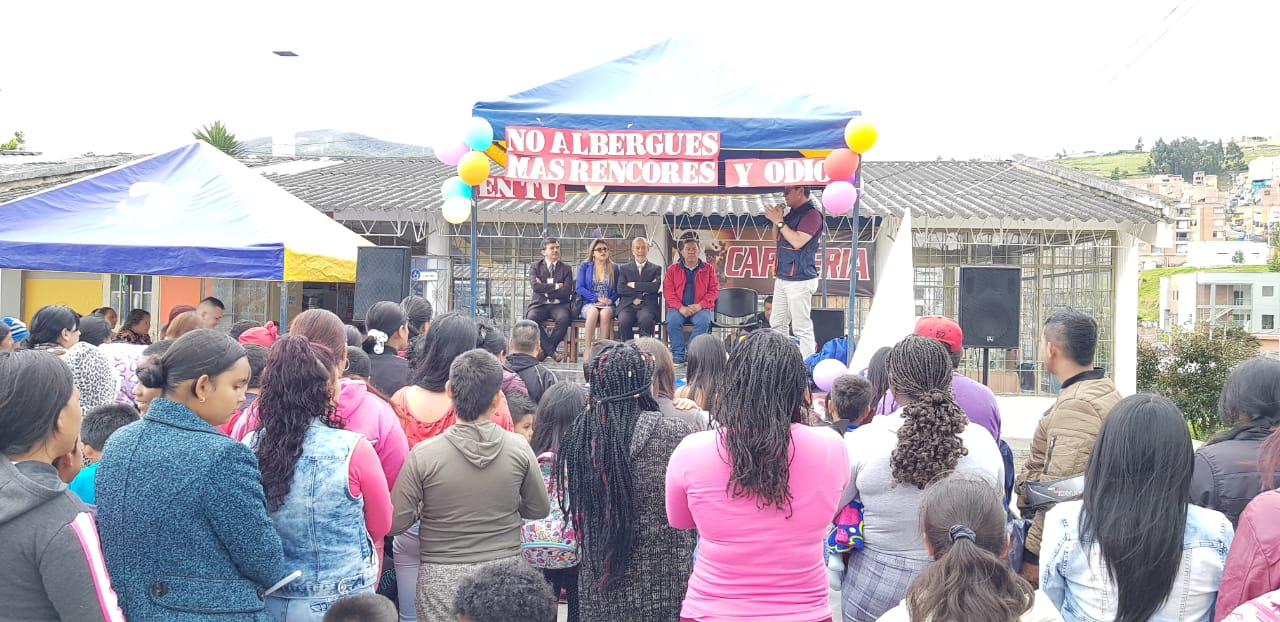 NO ALBERGUES
MAS RENCORES Y ODIO
EN TU
CAFETERIA